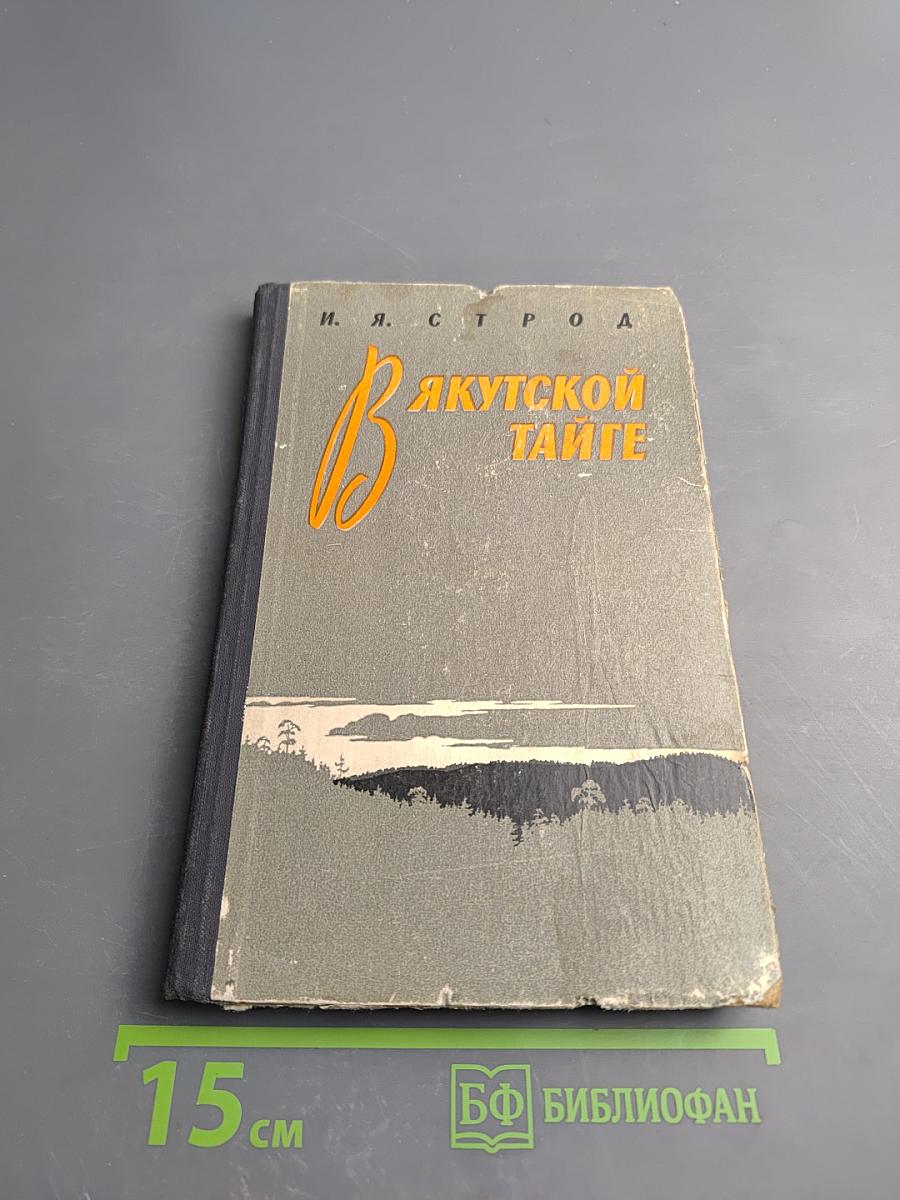 И. Я. СТРОД
В ЯКУТСКОЙ
ТАЙГЕ
15 СМ
БФ БИБЛИОФАН